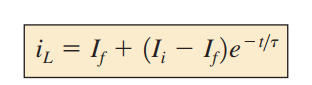 i_L = I_f + (I_i − I_f)e^{−t/τ}